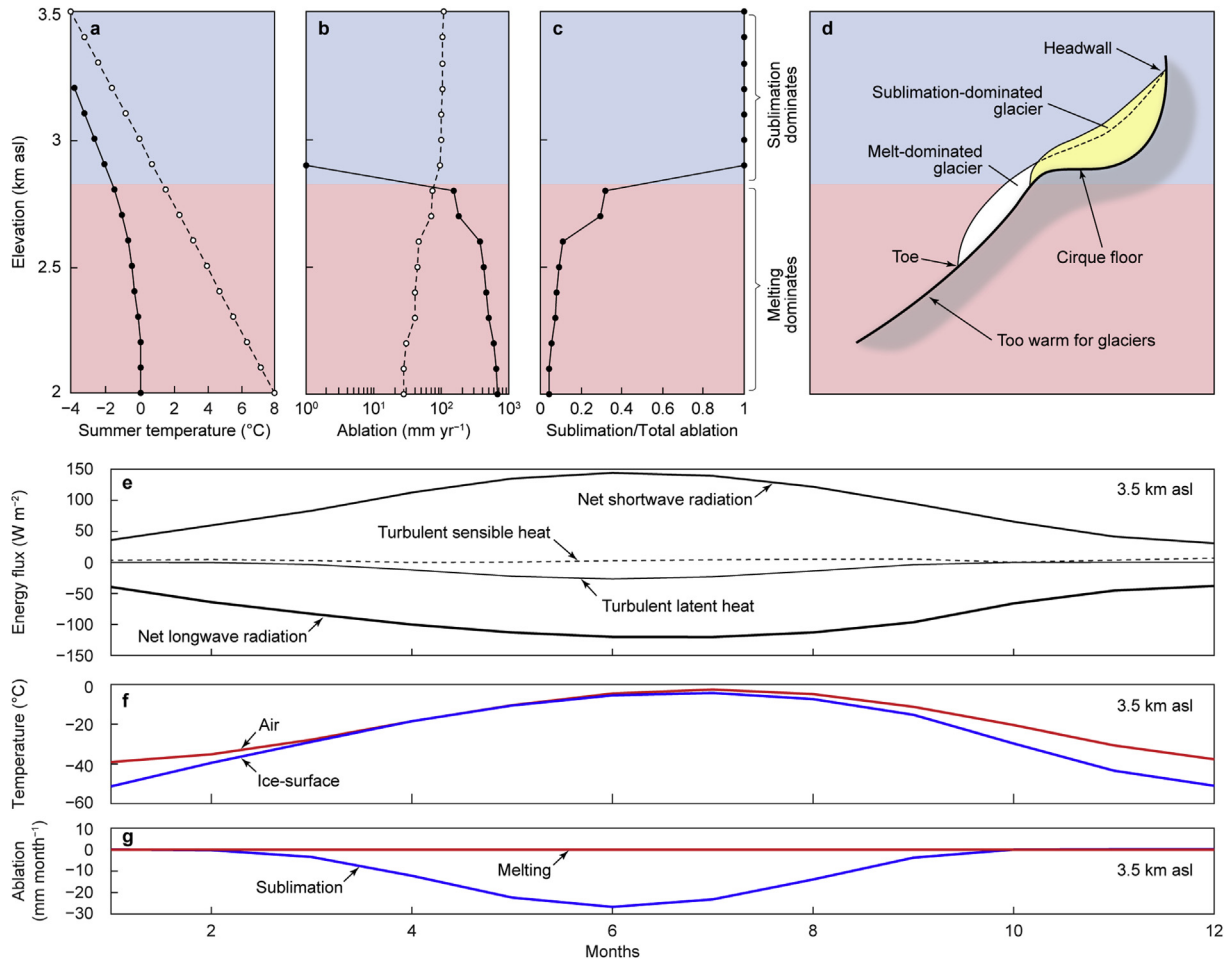 a
b
c
d
3.5
3
2.5
2
Elevation (km asl)
−4
−2
0
2
4
6
8
Summer temperature (°C)
10⁰
10¹
10²
10³
Ablation (mm yr⁻¹)
0
0.2
0.4
0.6
0.8
1
Sublimation/Total ablation
Sublimation
dominates
Melting
dominates
Headwall
Sublimation-dominated
glacier
Melt-dominated
glacier
Toe
Cirque floor
Too warm for glaciers
e
3.5 km asl
150
100
50
0
−50
−100
−150
Energy flux (W m⁻²)
Net shortwave radiation
Turbulent sensible heat
Turbulent latent heat
Net longwave radiation
f
3.5 km asl
0
−20
−40
−60
Temperature (°C)
Air
Ice-surface
g
3.5 km asl
10
0
−10
−20
−30
Ablation
(mm month⁻¹)
Melting
Sublimation
2
4
6
8
10
12
Months